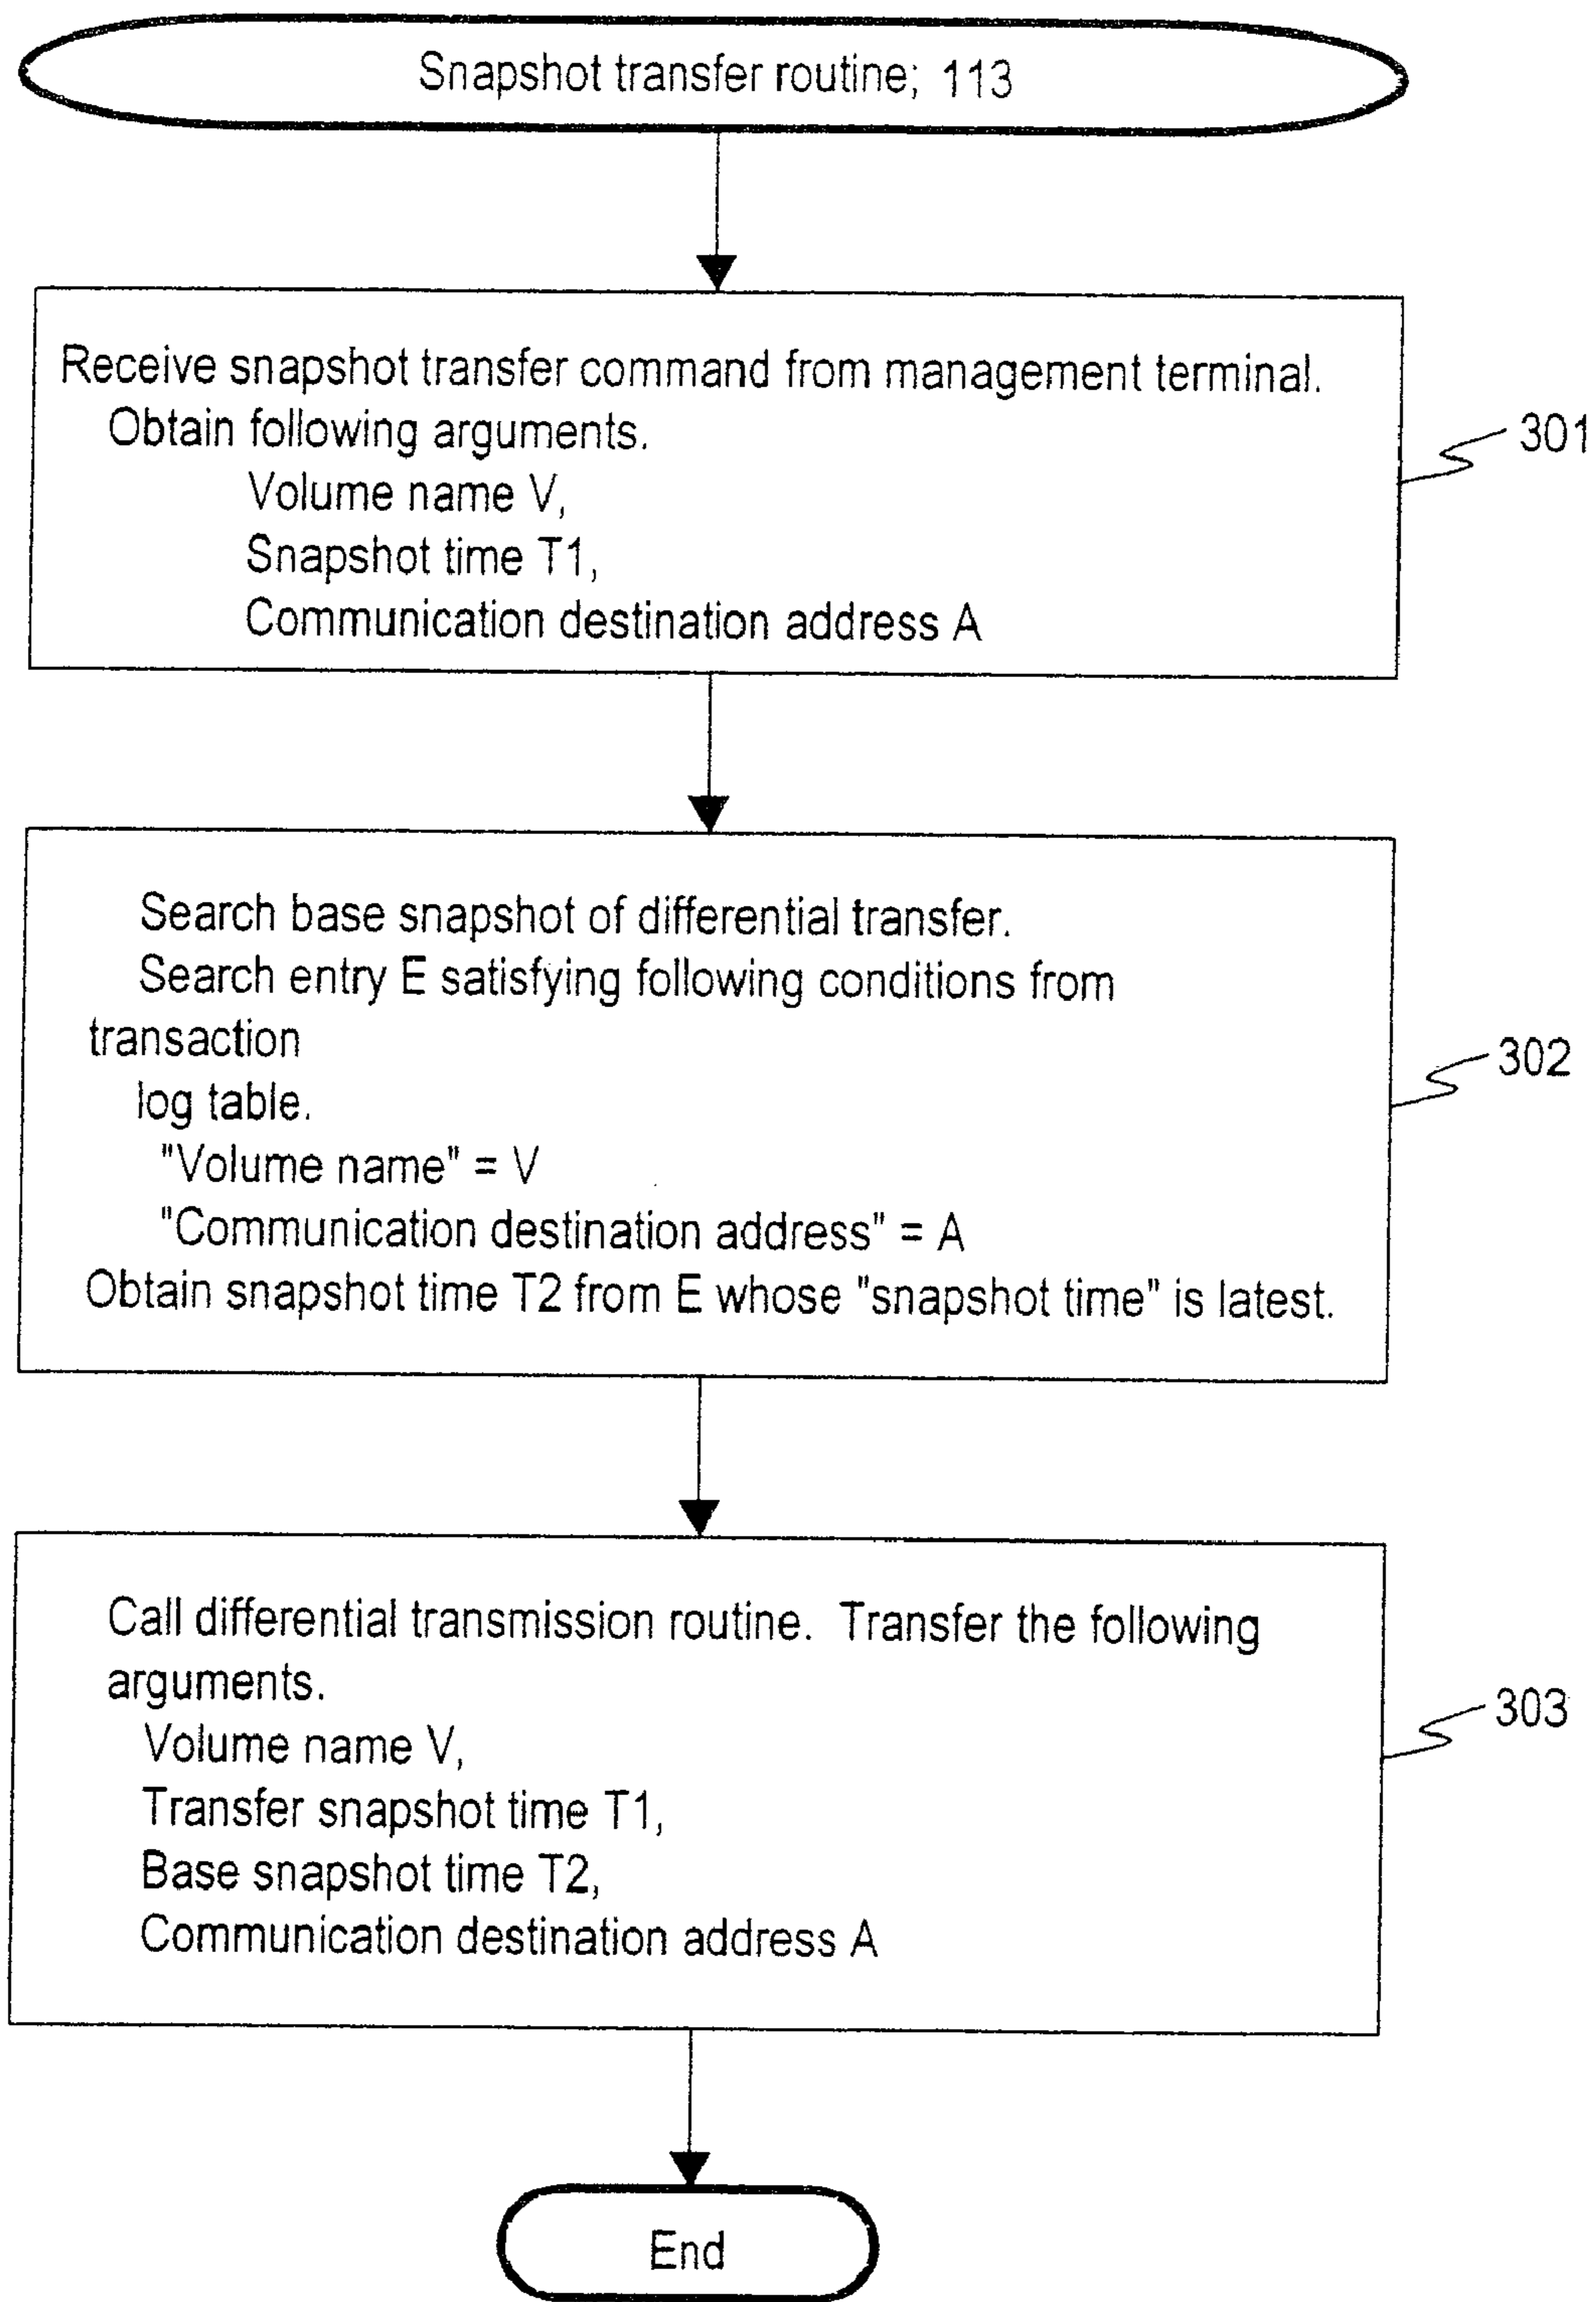 Snapshot transfer routine; 113
Receive snapshot transfer command from management terminal.
Obtain following arguments.
Volume name V,
Snapshot time T1,
Communication destination address A
301
Search base snapshot of differential transfer.
Search entry E satisfying following conditions from
transaction
log table.
"Volume name" = V
"Communication destination address" = A
Obtain snapshot time T2 from E whose "snapshot time" is latest.
302
Call differential transmission routine. Transfer the following
arguments.
Volume name V,
Transfer snapshot time T1,
Base snapshot time T2,
Communication destination address A
303
End